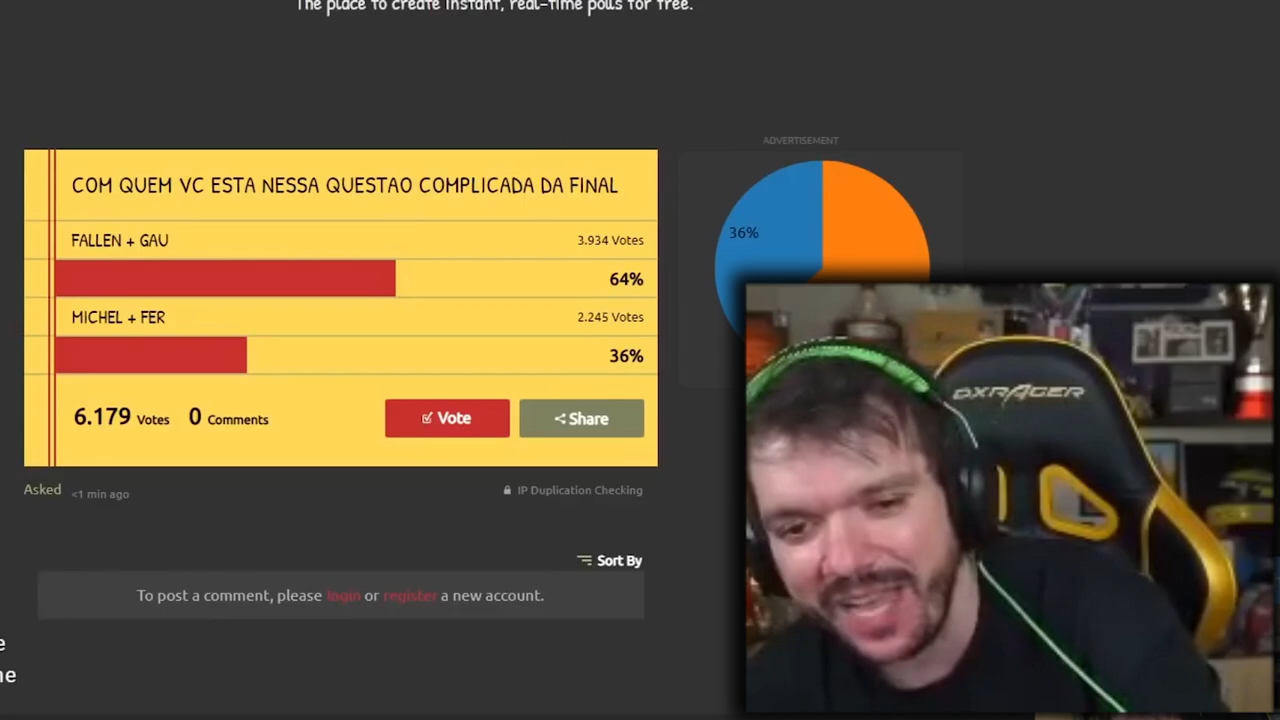 The place to create instant, real-time polls for free.
ADVERTISEMENT
COM QUEM VC ESTA NESSA QUESTAO COMPLICADA DA FINAL
FALLEN + GAU
3.934 Votes
64%
MICHEL + FER
2.245 Votes
36%
6.179 Votes 0 Comments
Vote
Share
Asked <1 min ago
IP Duplication Checking
Sort By
To post a comment, please login or register a new account.
36%
DXRACER